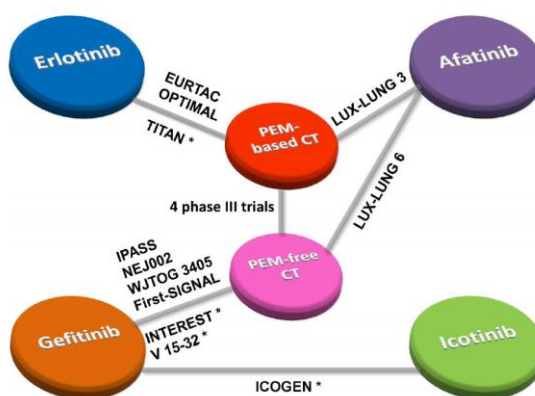 Erlotinib
Afatinib
EURTAC
OPTIMAL
TITAN *
PEM-
based CT
LUX-LUNG 3
LUX-LUNG 6
4 phase III trials
PEM-free
CT
IPASS
NEJ002
WJTOG 3405
First-SIGNAL
INTEREST *
V 15-32 *
Gefitinib
Icotinib
ICOGEN *